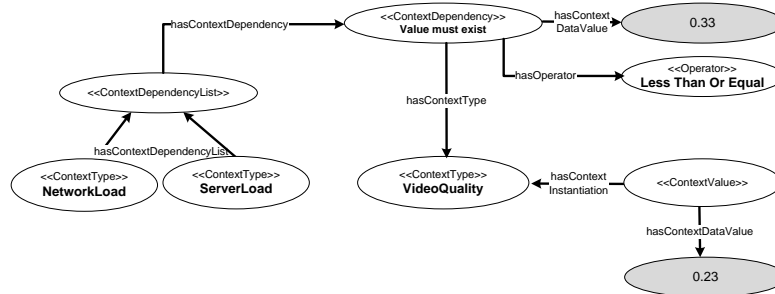 <<ContextDependency>>
Value must exist
hasContext
DataValue
0.33
hasContextDependency
<<Operator>>
Less Than Or Equal
hasOperator
<<ContextDependencyList>>
hasContextType
hasContextDependencyList
<<ContextType>>
NetworkLoad
<<ContextType>>
ServerLoad
<<ContextType>>
VideoQuality
hasContext
Instantiation
<<ContextValue>>
hasContextDataValue
0.23